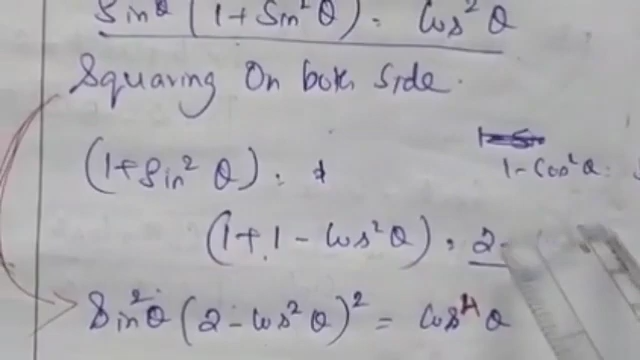 Sinθ (1+Sin²θ) = Cos²θ
Squaring On both Side.
(1+Sin²θ) =
1-Cos²θ
(1+1-Cos²θ) = 2-
Sin²θ (2-Cos²θ)² = Cos⁴θ